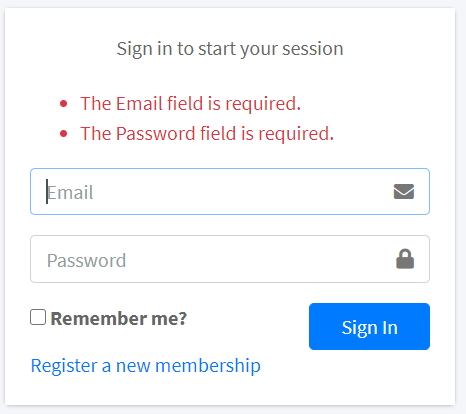 Sign in to start your session
The Email field is required.
The Password field is required.
Email
Password
Remember me?
Sign In
Register a new membership